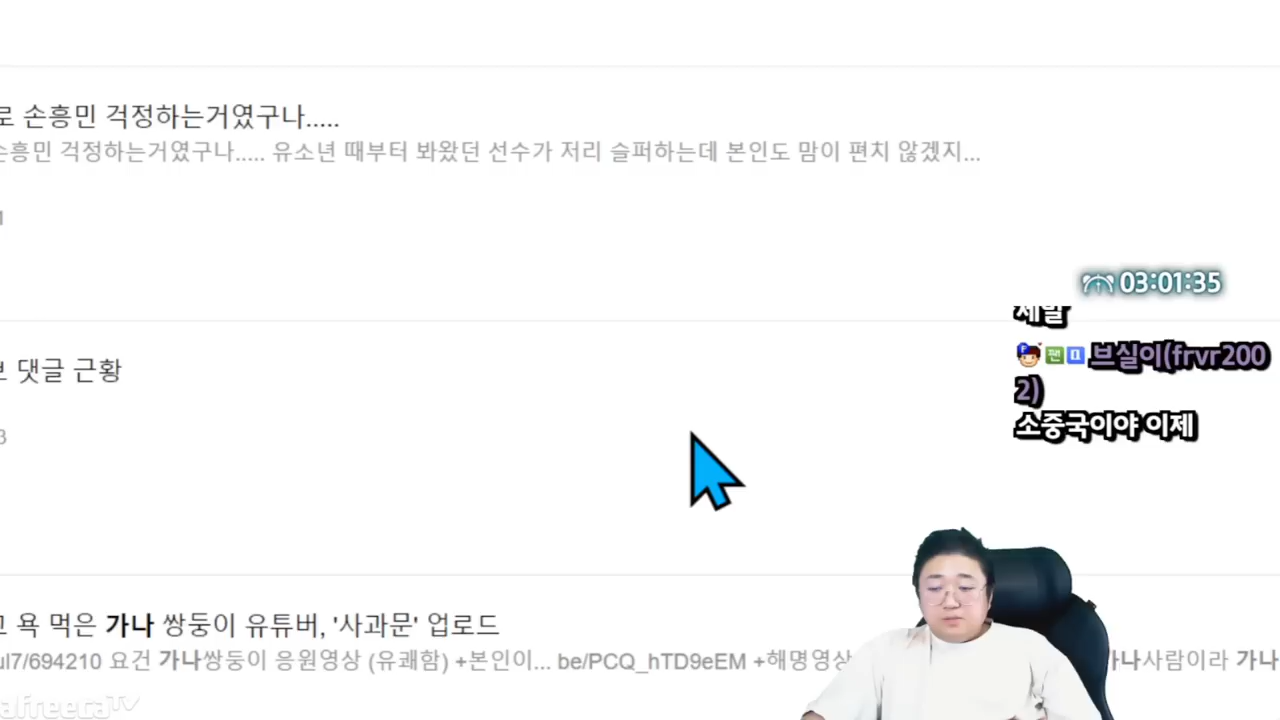 로 손흥민 걱정하는거였구나.....
손흥민 걱정하는거였구나..... 유소년 때부터 봐왔던 선수가 저리 슬퍼하는데 본인도 맘이 편치 않겠지...
03:01:35
제발
브실이(frvr200
2)
소중국이야 이제
댓글 근황
욕 먹은 가나 쌍둥이 유튜버, '사과문' 업로드
ul7/694210 요건 가나쌍둥이 응원영상 (유쾌함) +본인이... be/PCQ_hTD9eEM +해명영상
가나사람이라 가나
afreecaTV